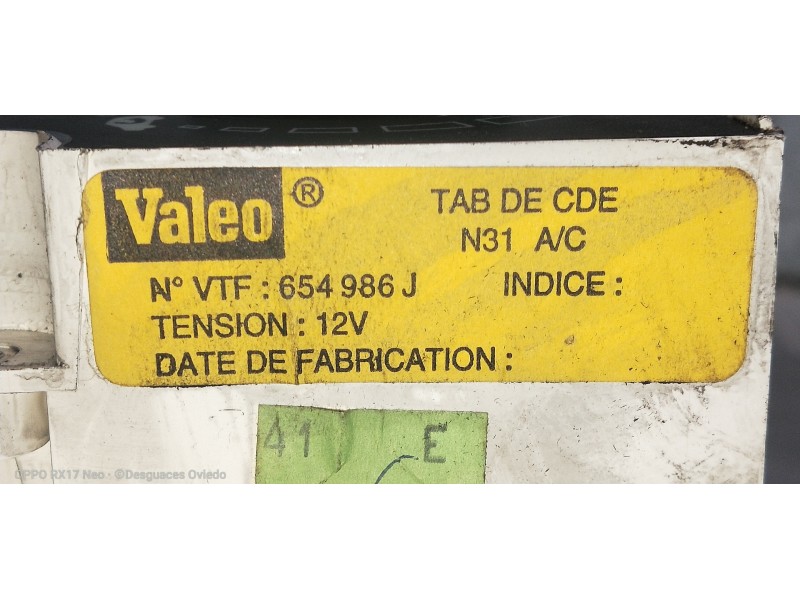 Valeo ®
TAB DE CDE
N31 A/C
N° VTF : 654 986 J
INDICE :
TENSION : 12V
DATE DE FABRICATION :
41 E
OPPO RX17 Neo · ©Desguaces Oviedo